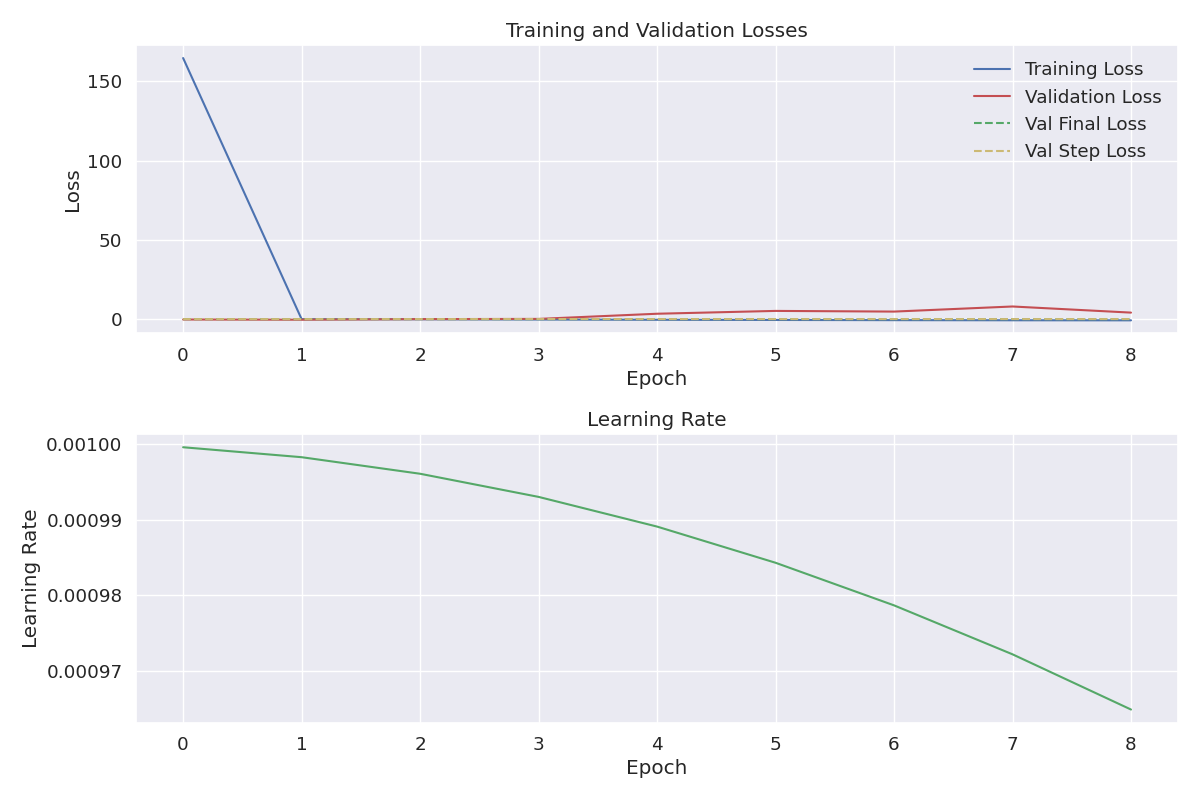 Training and Validation Losses
Loss
150
100
50
0
Training Loss
Validation Loss
Val Final Loss
Val Step Loss
0 1 2 3 4 5 6 7 8
Epoch
Learning Rate
Learning Rate
0.00100
0.00099
0.00098
0.00097
0 1 2 3 4 5 6 7 8
Epoch